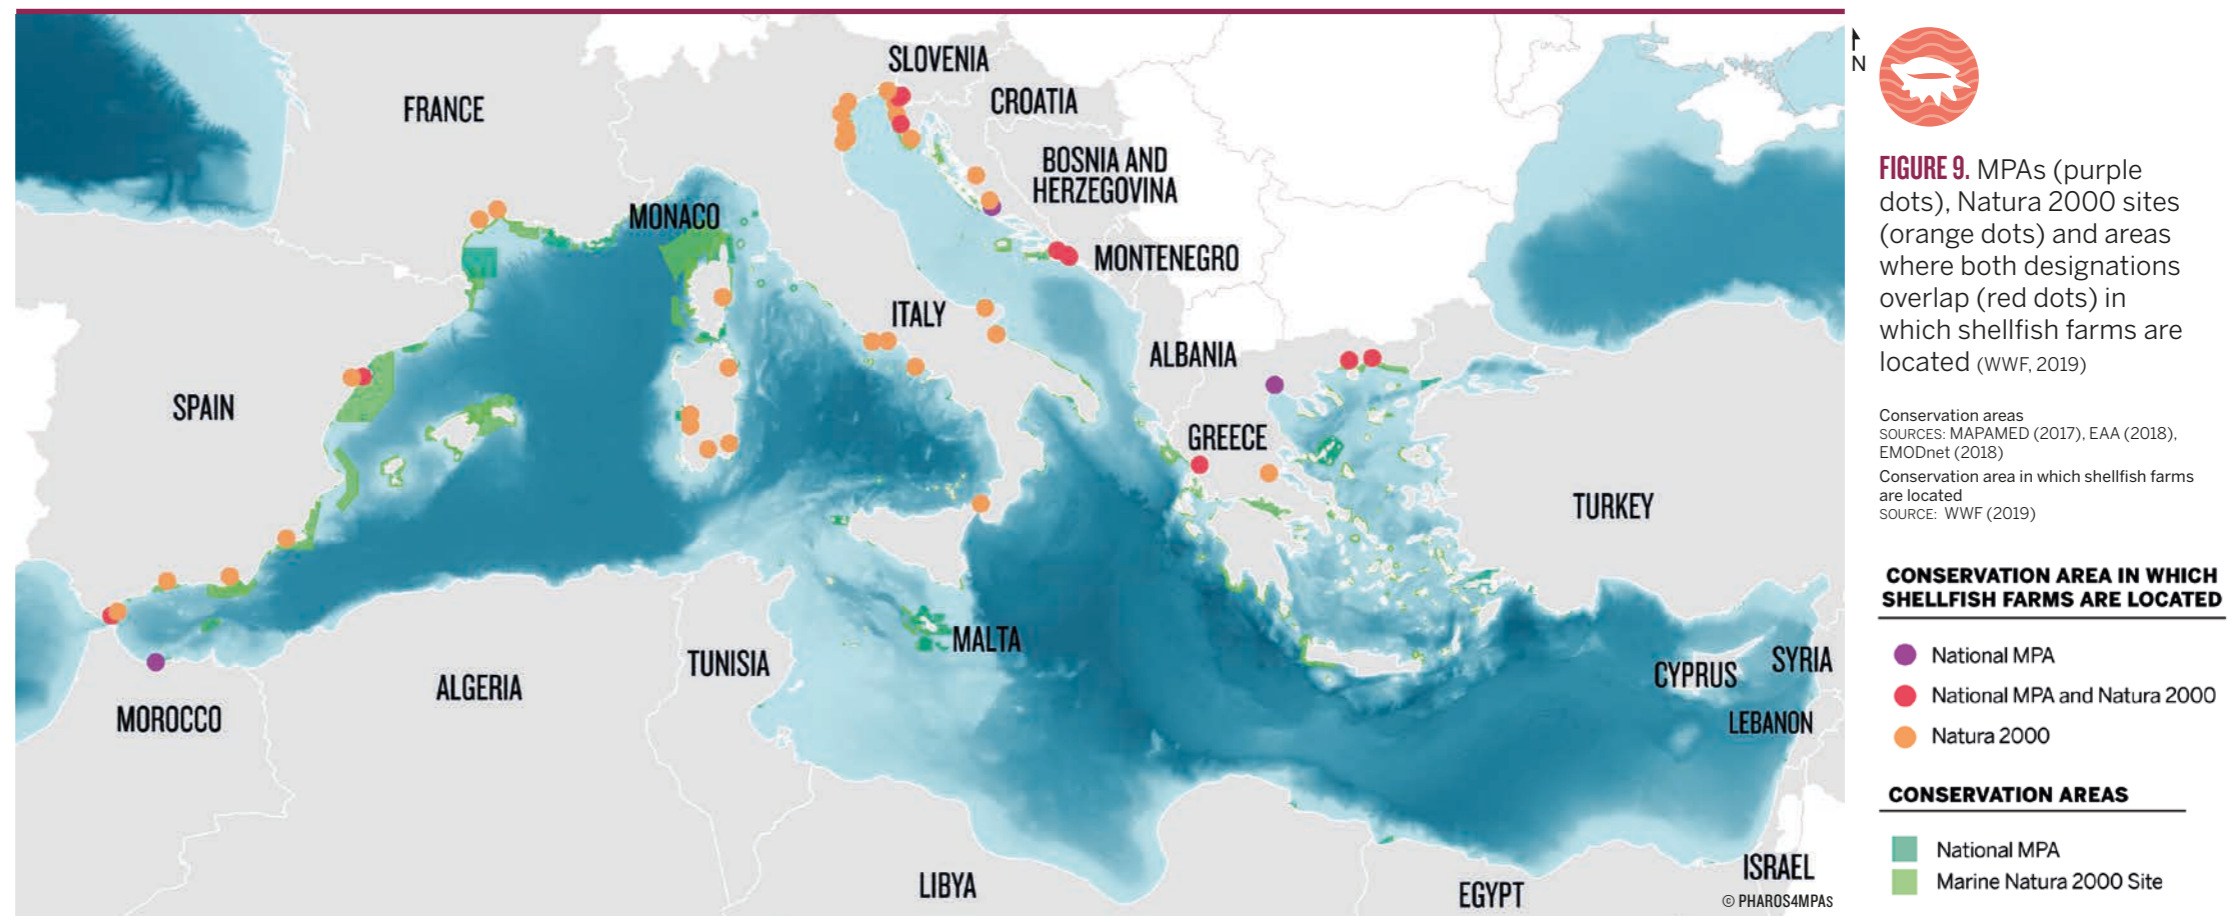 SLOVENIA
FRANCE
CROATIA
BOSNIA AND
HERZEGOVINA
MONACO
MONTENEGRO
ITALY
ALBANIA
SPAIN
GREECE
TURKEY
MALTA
TUNISIA
ALGERIA
MOROCCO
CYPRUS
SYRIA
LEBANON
LIBYA
EGYPT
ISRAEL
© PHAROS4MPAs
N
FIGURE 9. MPAs (purple
dots), Natura 2000 sites
(orange dots) and areas
where both designations
overlap (red dots) in
which shellfish farms are
located (WWF, 2019)
Conservation areas
SOURCES: MAPAMED (2017), EAA (2018),
EMODnet (2018)
Conservation area in which shellfish farms
are located
SOURCE: WWF (2019)
CONSERVATION AREA IN WHICH
SHELLFISH FARMS ARE LOCATED
National MPA
National MPA and Natura 2000
Natura 2000
CONSERVATION AREAS
National MPA
Marine Natura 2000 Site